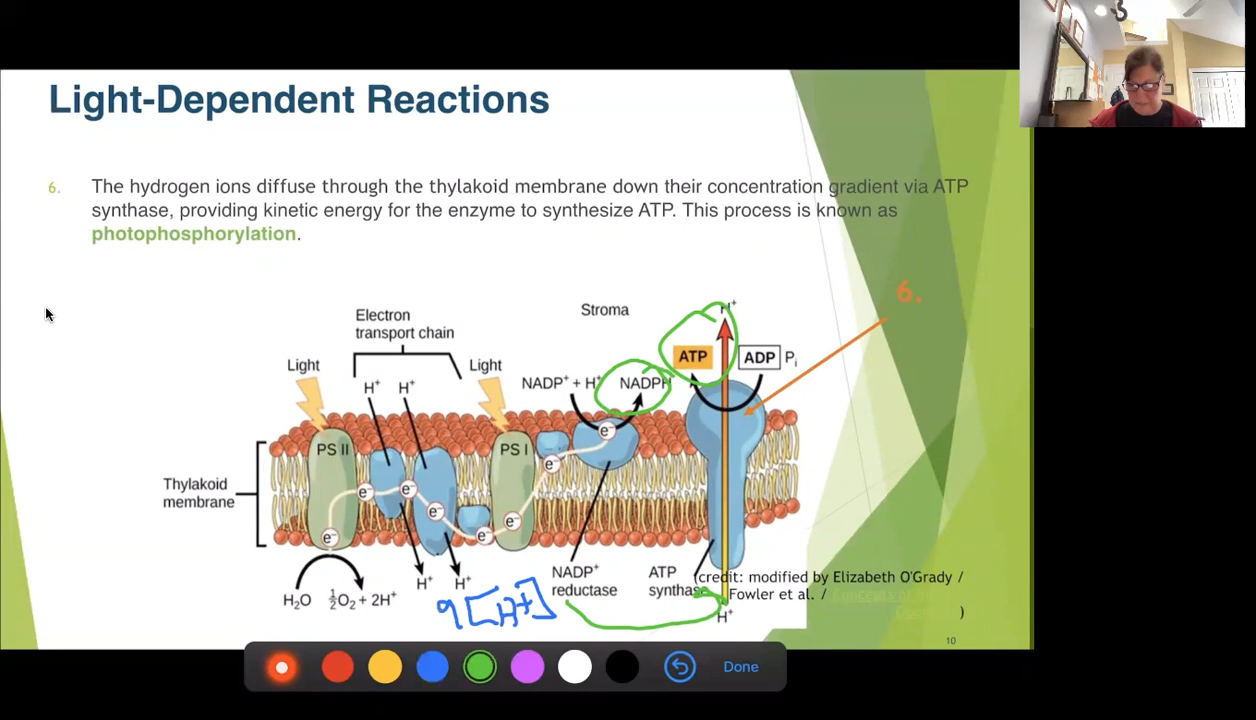 Light-Dependent Reactions
6. The hydrogen ions diffuse through the thylakoid membrane down their concentration gradient via ATP
synthase, providing kinetic energy for the enzyme to synthesize ATP. This process is known as
photophosphorylation.
6.
Stroma
H⁺
Electron
transport chain
ATP
ADP
Pᵢ
Light
Light
H⁺
H⁺
NADP⁺ + H⁺
NADPH
e⁻
PS II
PS I
e⁻
Thylakoid
membrane
e⁻
e⁻
e⁻
e⁻
e⁻
e⁻
H₂O
½O₂ + 2H⁺
H⁺
H⁺
NADP⁺
reductase
ATP
synthase
(credit: modified by Elizabeth O'Grady /
Fowler et al. /
)
[H+]
H⁺
10
Done